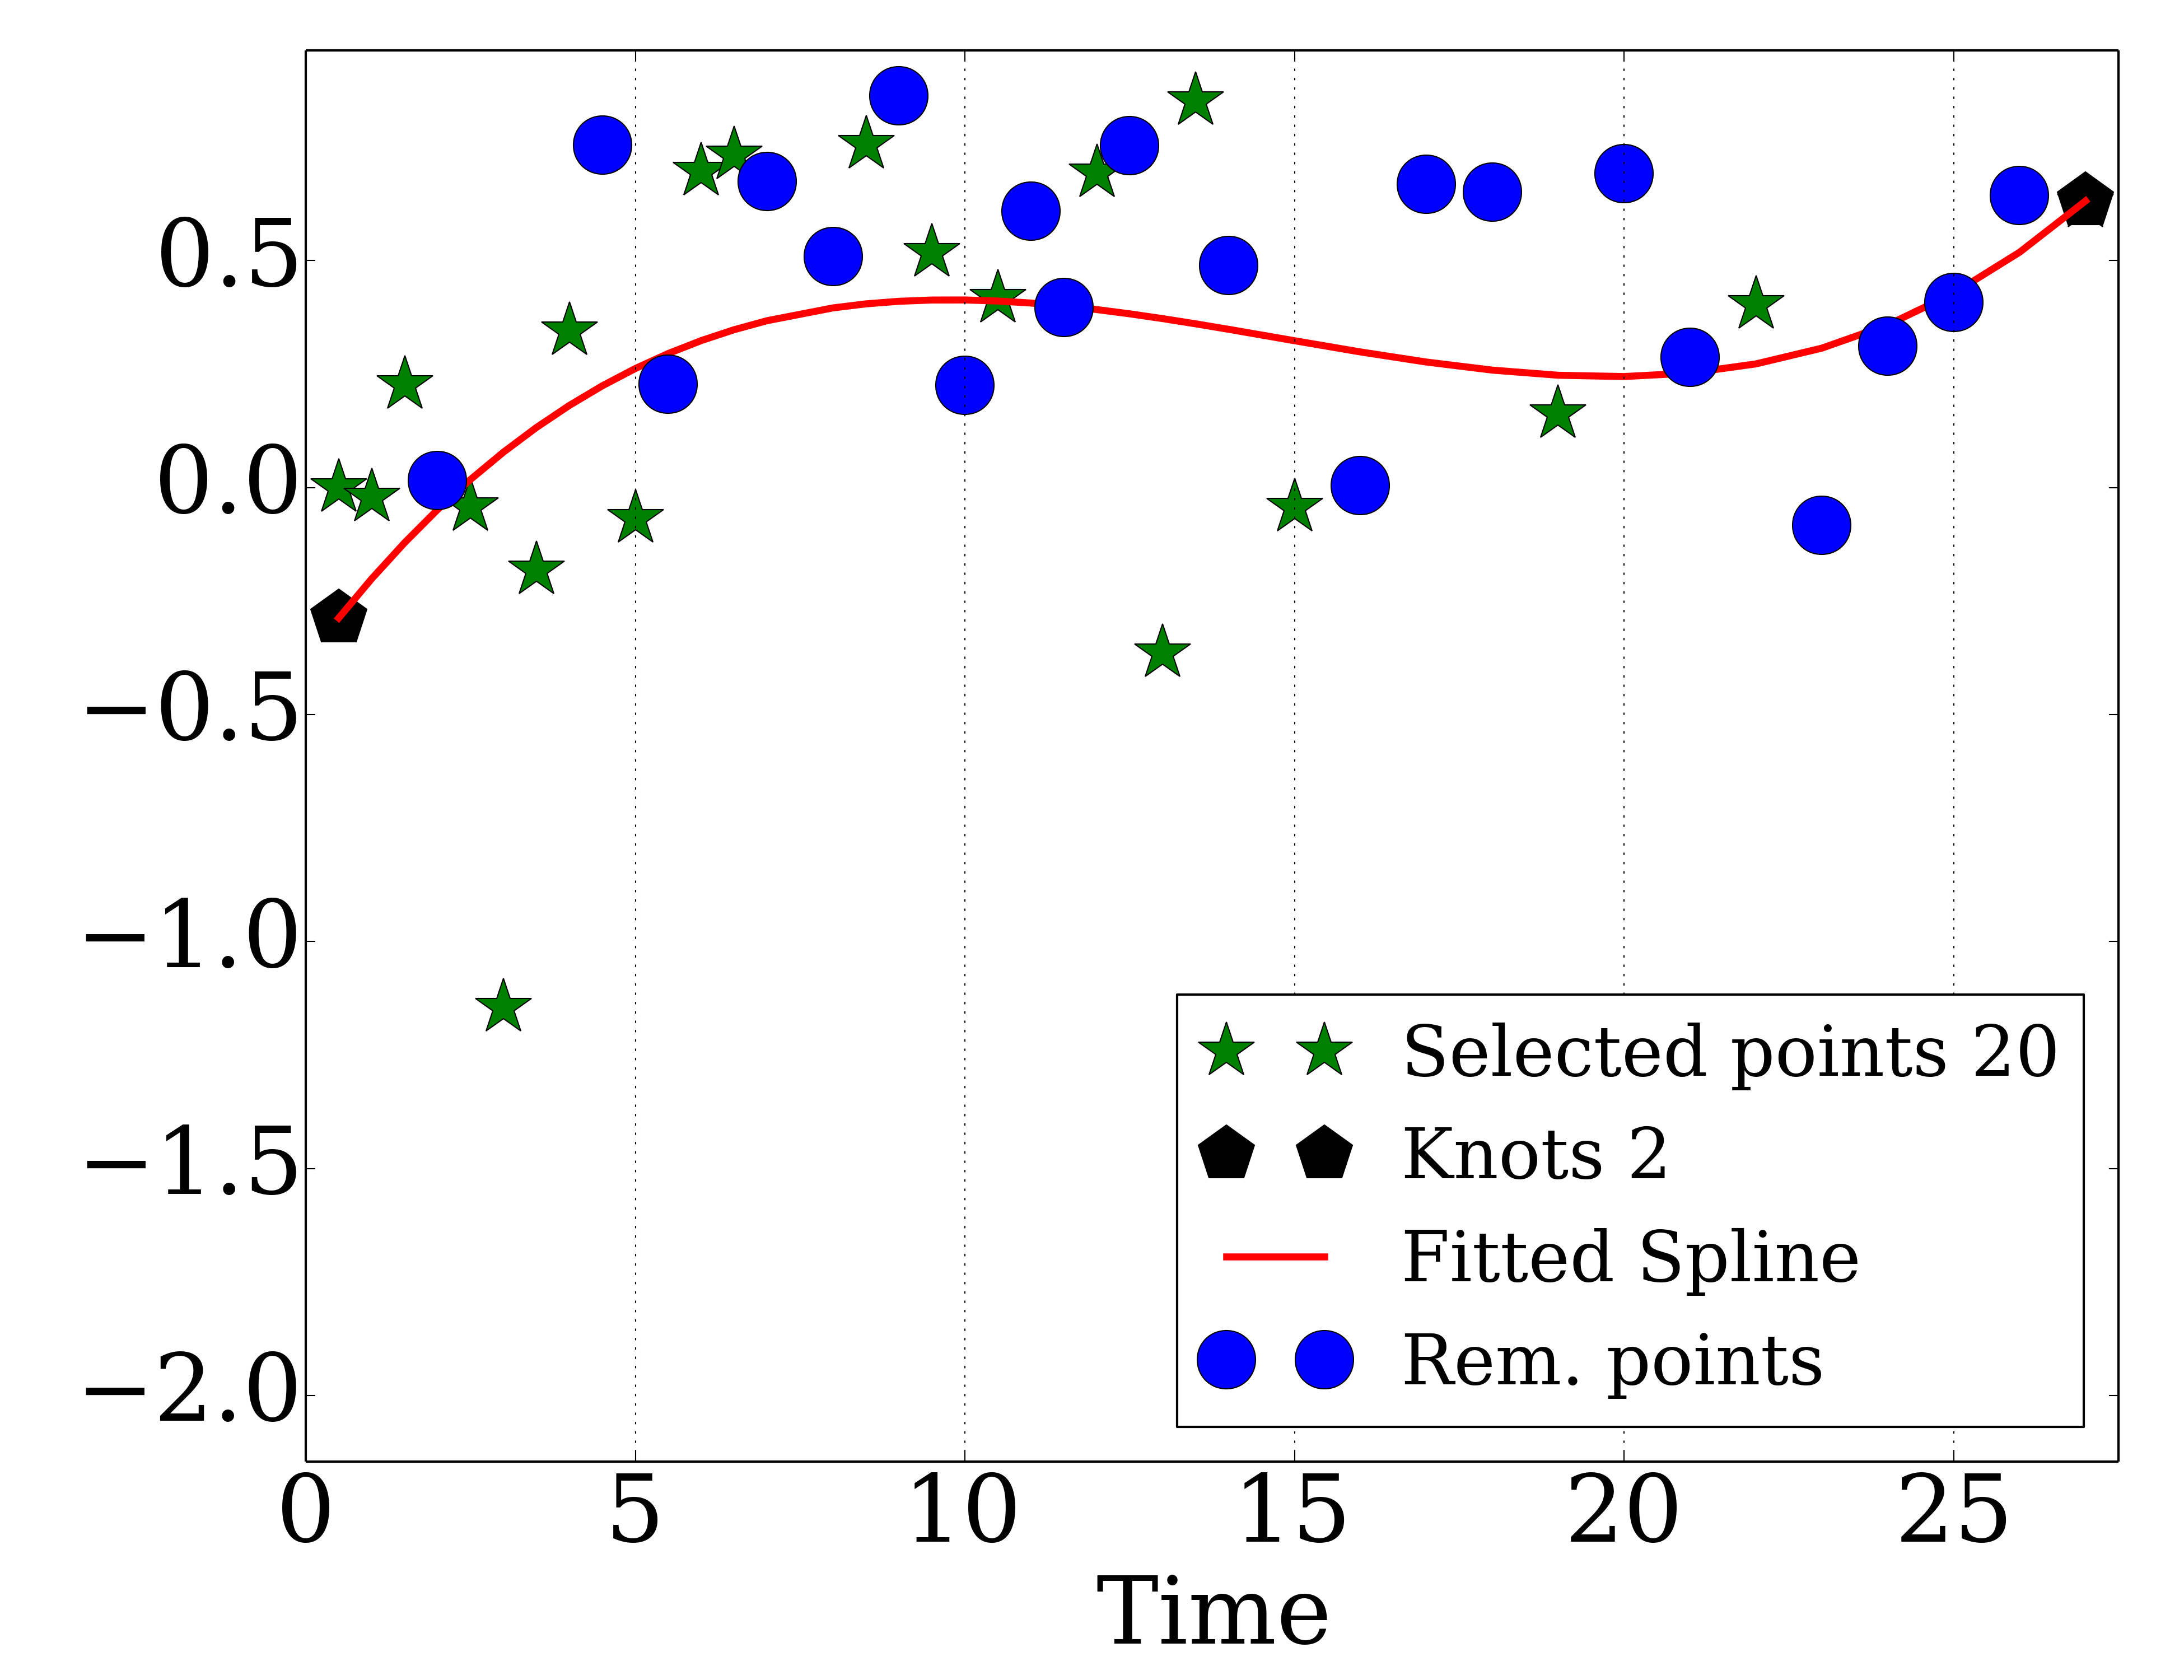 0.5
0.0
−0.5
−1.0
−1.5
−2.0
Selected points 20
Knots 2
Fitted Spline
Rem. points
0 5 10 15 20 25
Time